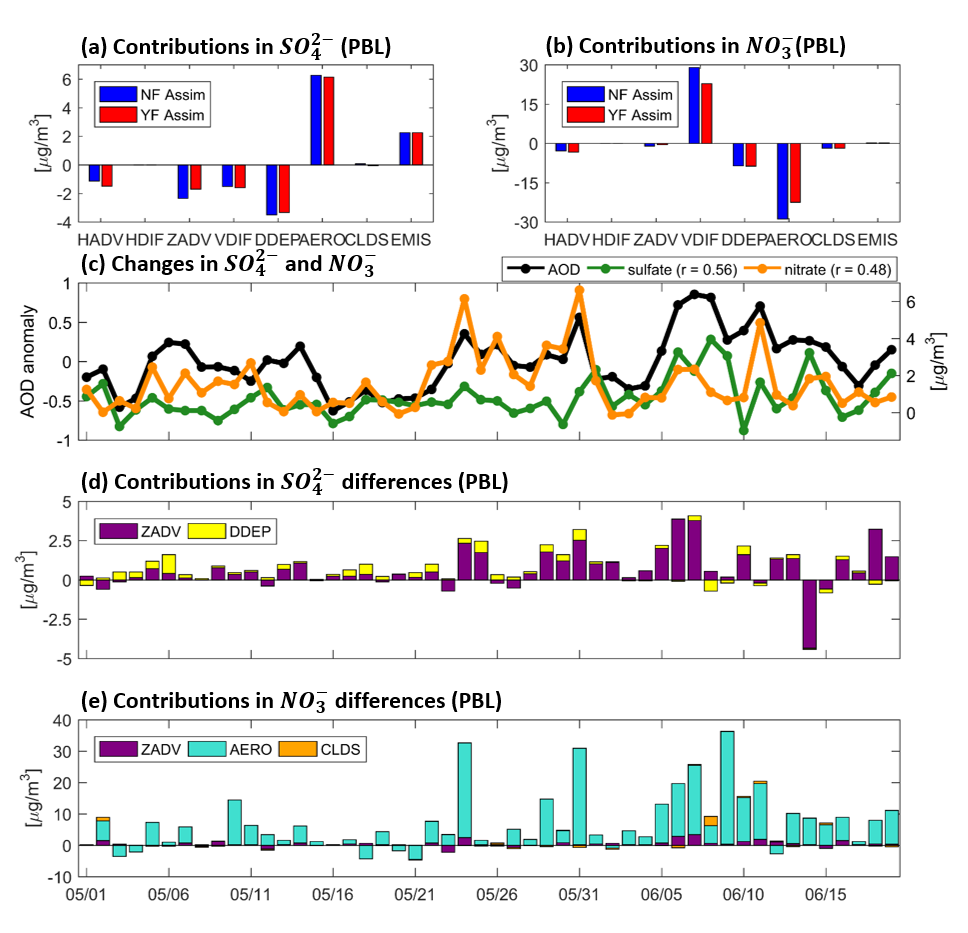 (a) Contributions in SO₄²⁻ (PBL)
(b) Contributions in NO₃⁻(PBL)
[μg/m³]
6
4
2
0
-2
-4
NF Assim
YF Assim
HADV HDIF ZADV VDIF DDEP AERO CLDS EMIS
[μg/m³]
30
15
0
-15
-30
NF Assim
YF Assim
HADV HDIF ZADV VDIF DDEP AERO CLDS EMIS
(c) Changes in SO₄²⁻ and NO₃⁻
AOD sulfate (r = 0.56) nitrate (r = 0.48)
AOD anomaly
1
0.5
0
-0.5
-1
6
4
2
0
[μg/m³]
(d) Contributions in SO₄²⁻ differences (PBL)
[μg/m³]
5
2.5
0
-2.5
-5
ZADV DDEP
(e) Contributions in NO₃⁻ differences (PBL)
[μg/m³]
40
30
20
10
0
-10
ZADV AERO CLDS
05/01 05/06 05/11 05/16 05/21 05/26 05/31 06/05 06/10 06/15